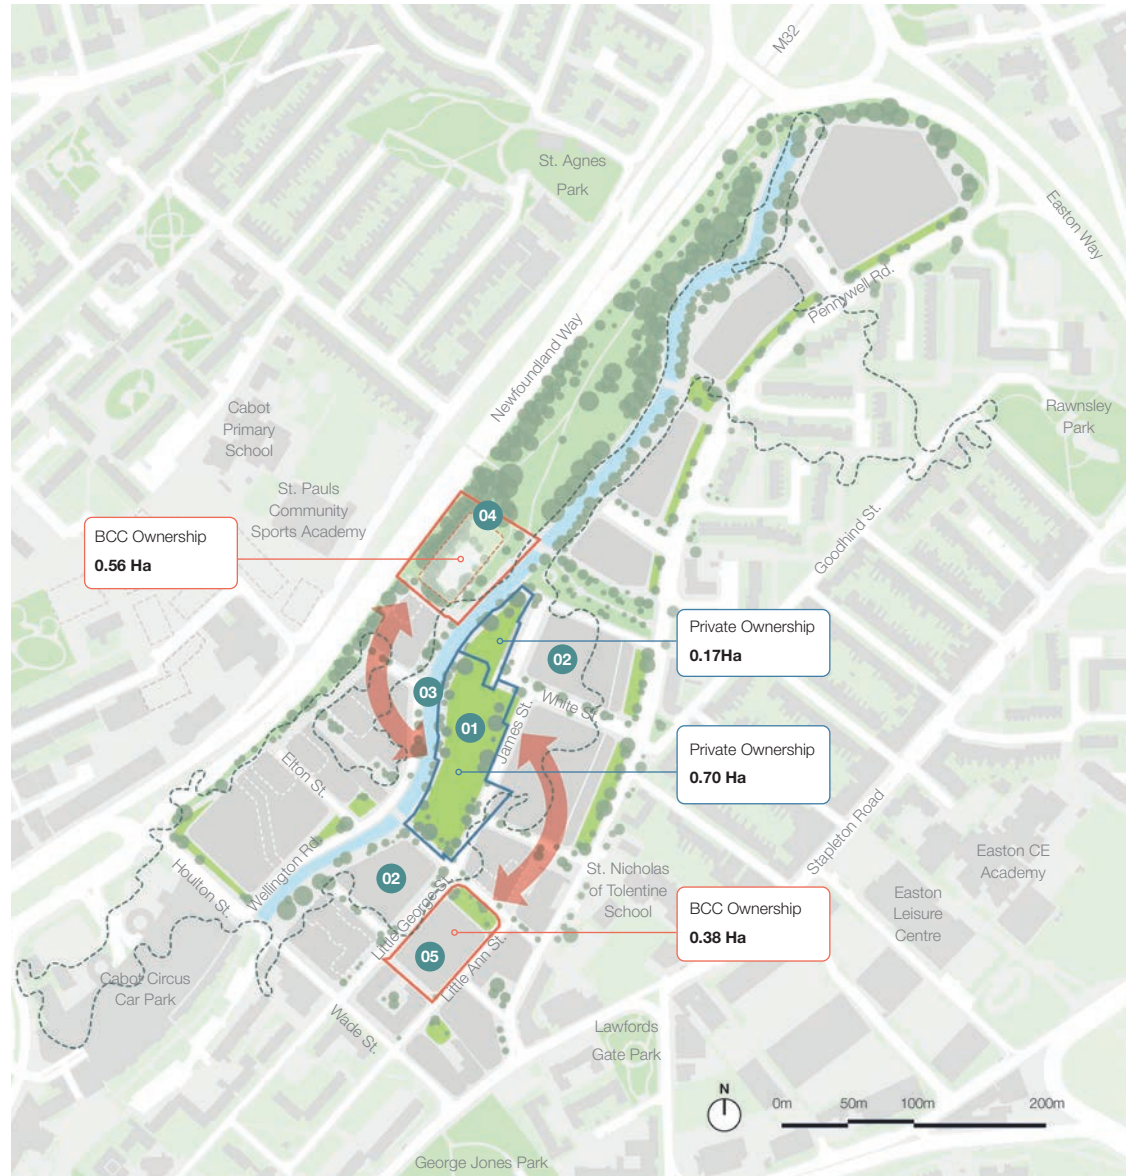 M32
St. Agnes
Park
Easton Way
Pennywell Rd.
Newfoundland Way
Cabot
Primary
School
Rawnsley
Park
St. Pauls
Community
Sports Academy
04
Goodhind St.
BCC Ownership
0.56 Ha
Private Ownership
0.17Ha
02
03
White St.
01
James St.
Private Ownership
0.70 Ha
Elton St.
Stapleton Road
Wellington Rd.
Houlton St.
02
Little George St.
St. Nicholas
of Tolentine
School
Easton CE
Academy
Easton
Leisure
Centre
BCC Ownership
0.38 Ha
05
Little Ann St.
Cabot Circus
Car Park
Wade St.
Lawfords
Gate Park
N
0m 50m 100m 200m
George Jones Park